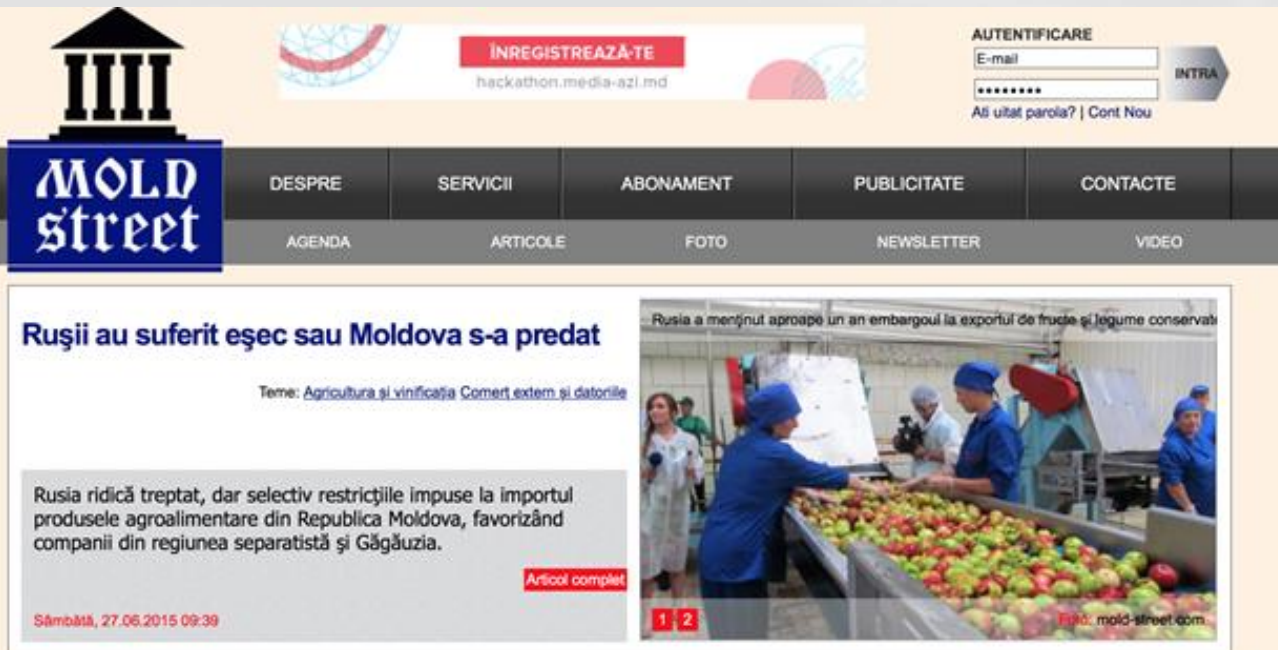 ÎNREGISTREAZĂ-TE
hackathon.media-azi.md
AUTENTIFICARE
E-mail
••••••••
INTRA
Ati uitat parola? | Cont Nou
MOLD
street
DESPRE SERVICII ABONAMENT PUBLICITATE CONTACTE
AGENDA ARTICOLE FOTO NEWSLETTER VIDEO
Ruşii au suferit eşec sau Moldova s-a predat
Teme: Agricultura şi vinificaţia Comerţ extern şi datoriile
Rusia ridică treptat, dar selectiv restricţiile impuse la importul
produsele agroalimentare din Republica Moldova, favorizând
companii din regiunea separatistă şi Găgăuzia.
Articol complet
Sâmbătă, 27.06.2015 09:39
Rusia a menţinut aproape un an embargoul la exportul de fructe şi legume conservate
1 2
Foto: mold-street.com